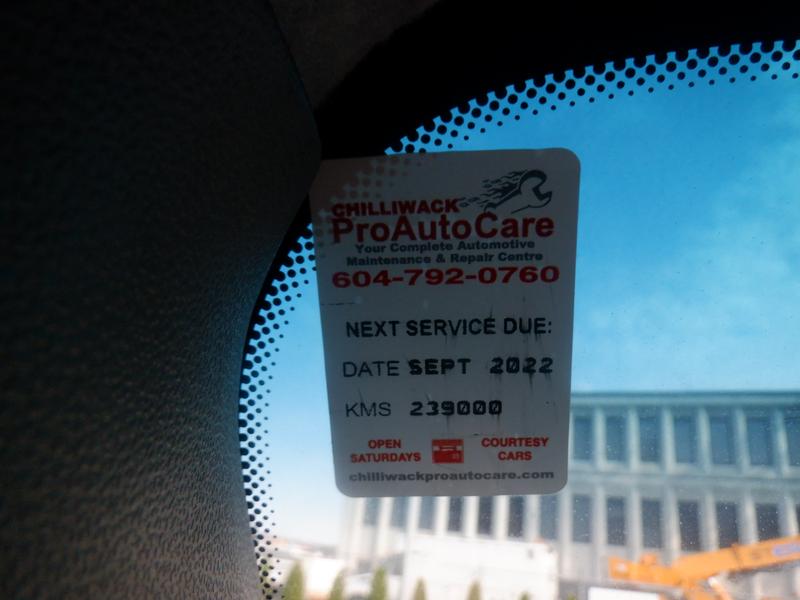 CHILLIWACK
ProAutoCare
Your Complete Automotive
Maintenance & Repair Centre
604-792-0760
NEXT SERVICE DUE:
DATE SEPT 2022
KMS 239000
OPEN SATURDAYS
COURTESY CARS
chilliwackproautocare.com